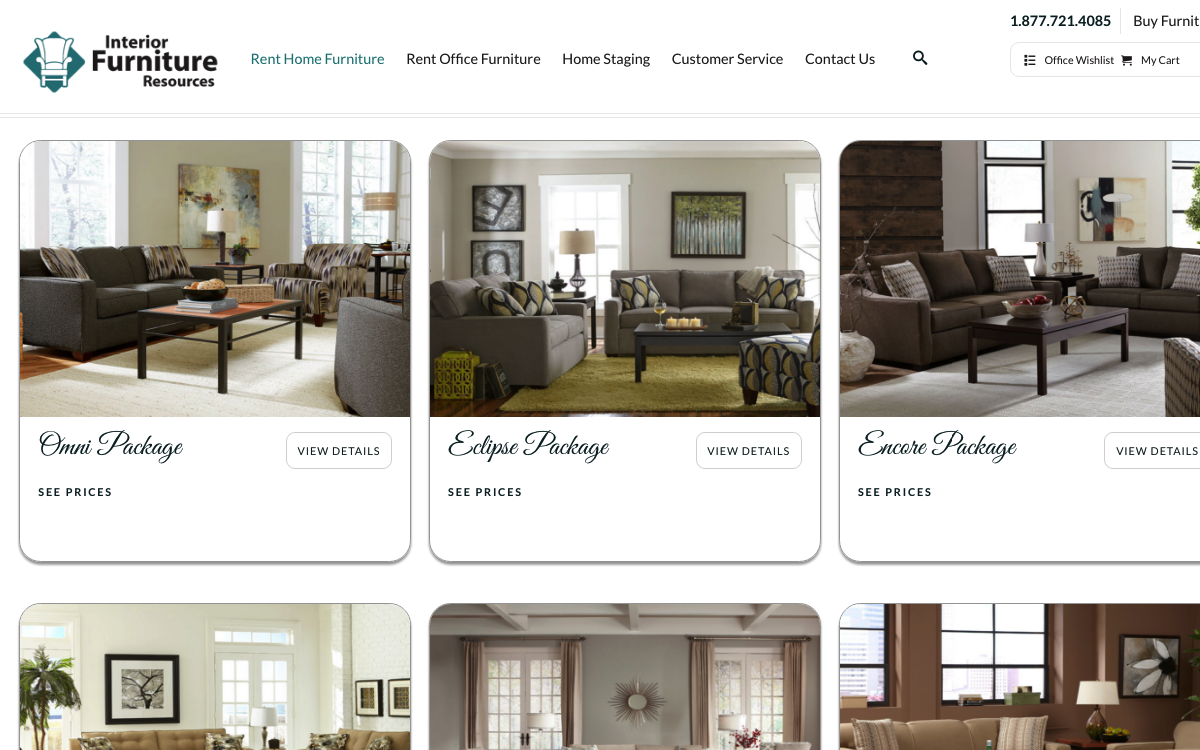 1.877.721.4085
Buy Furnit
Interior
Furniture
Resources
Rent Home Furniture
Rent Office Furniture
Home Staging
Customer Service
Contact Us
Office Wishlist
My Cart
Omni Package
VIEW DETAILS
SEE PRICES
Eclipse Package
VIEW DETAILS
SEE PRICES
Encore Package
VIEW DETAILS
SEE PRICES